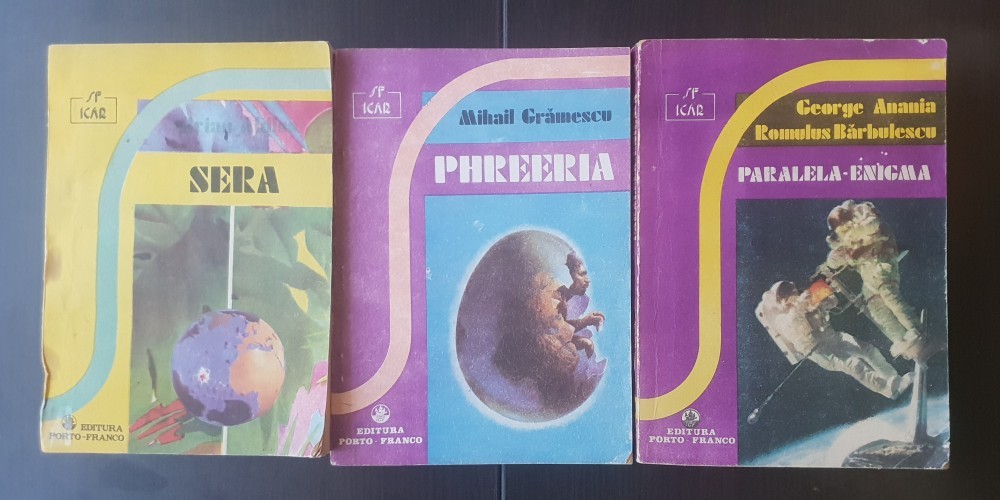 SF
ICAR
SERA
EDITURA
PORTO-FRANCO
SF
ICAR
Mihail Grămescu
PHREERIA
EDITURA
PORTO-FRANCO
SF
ICAR
George Anania
Romulus Bărbulescu
PARALELA-ENIGMA
EDITURA
PORTO-FRANCO